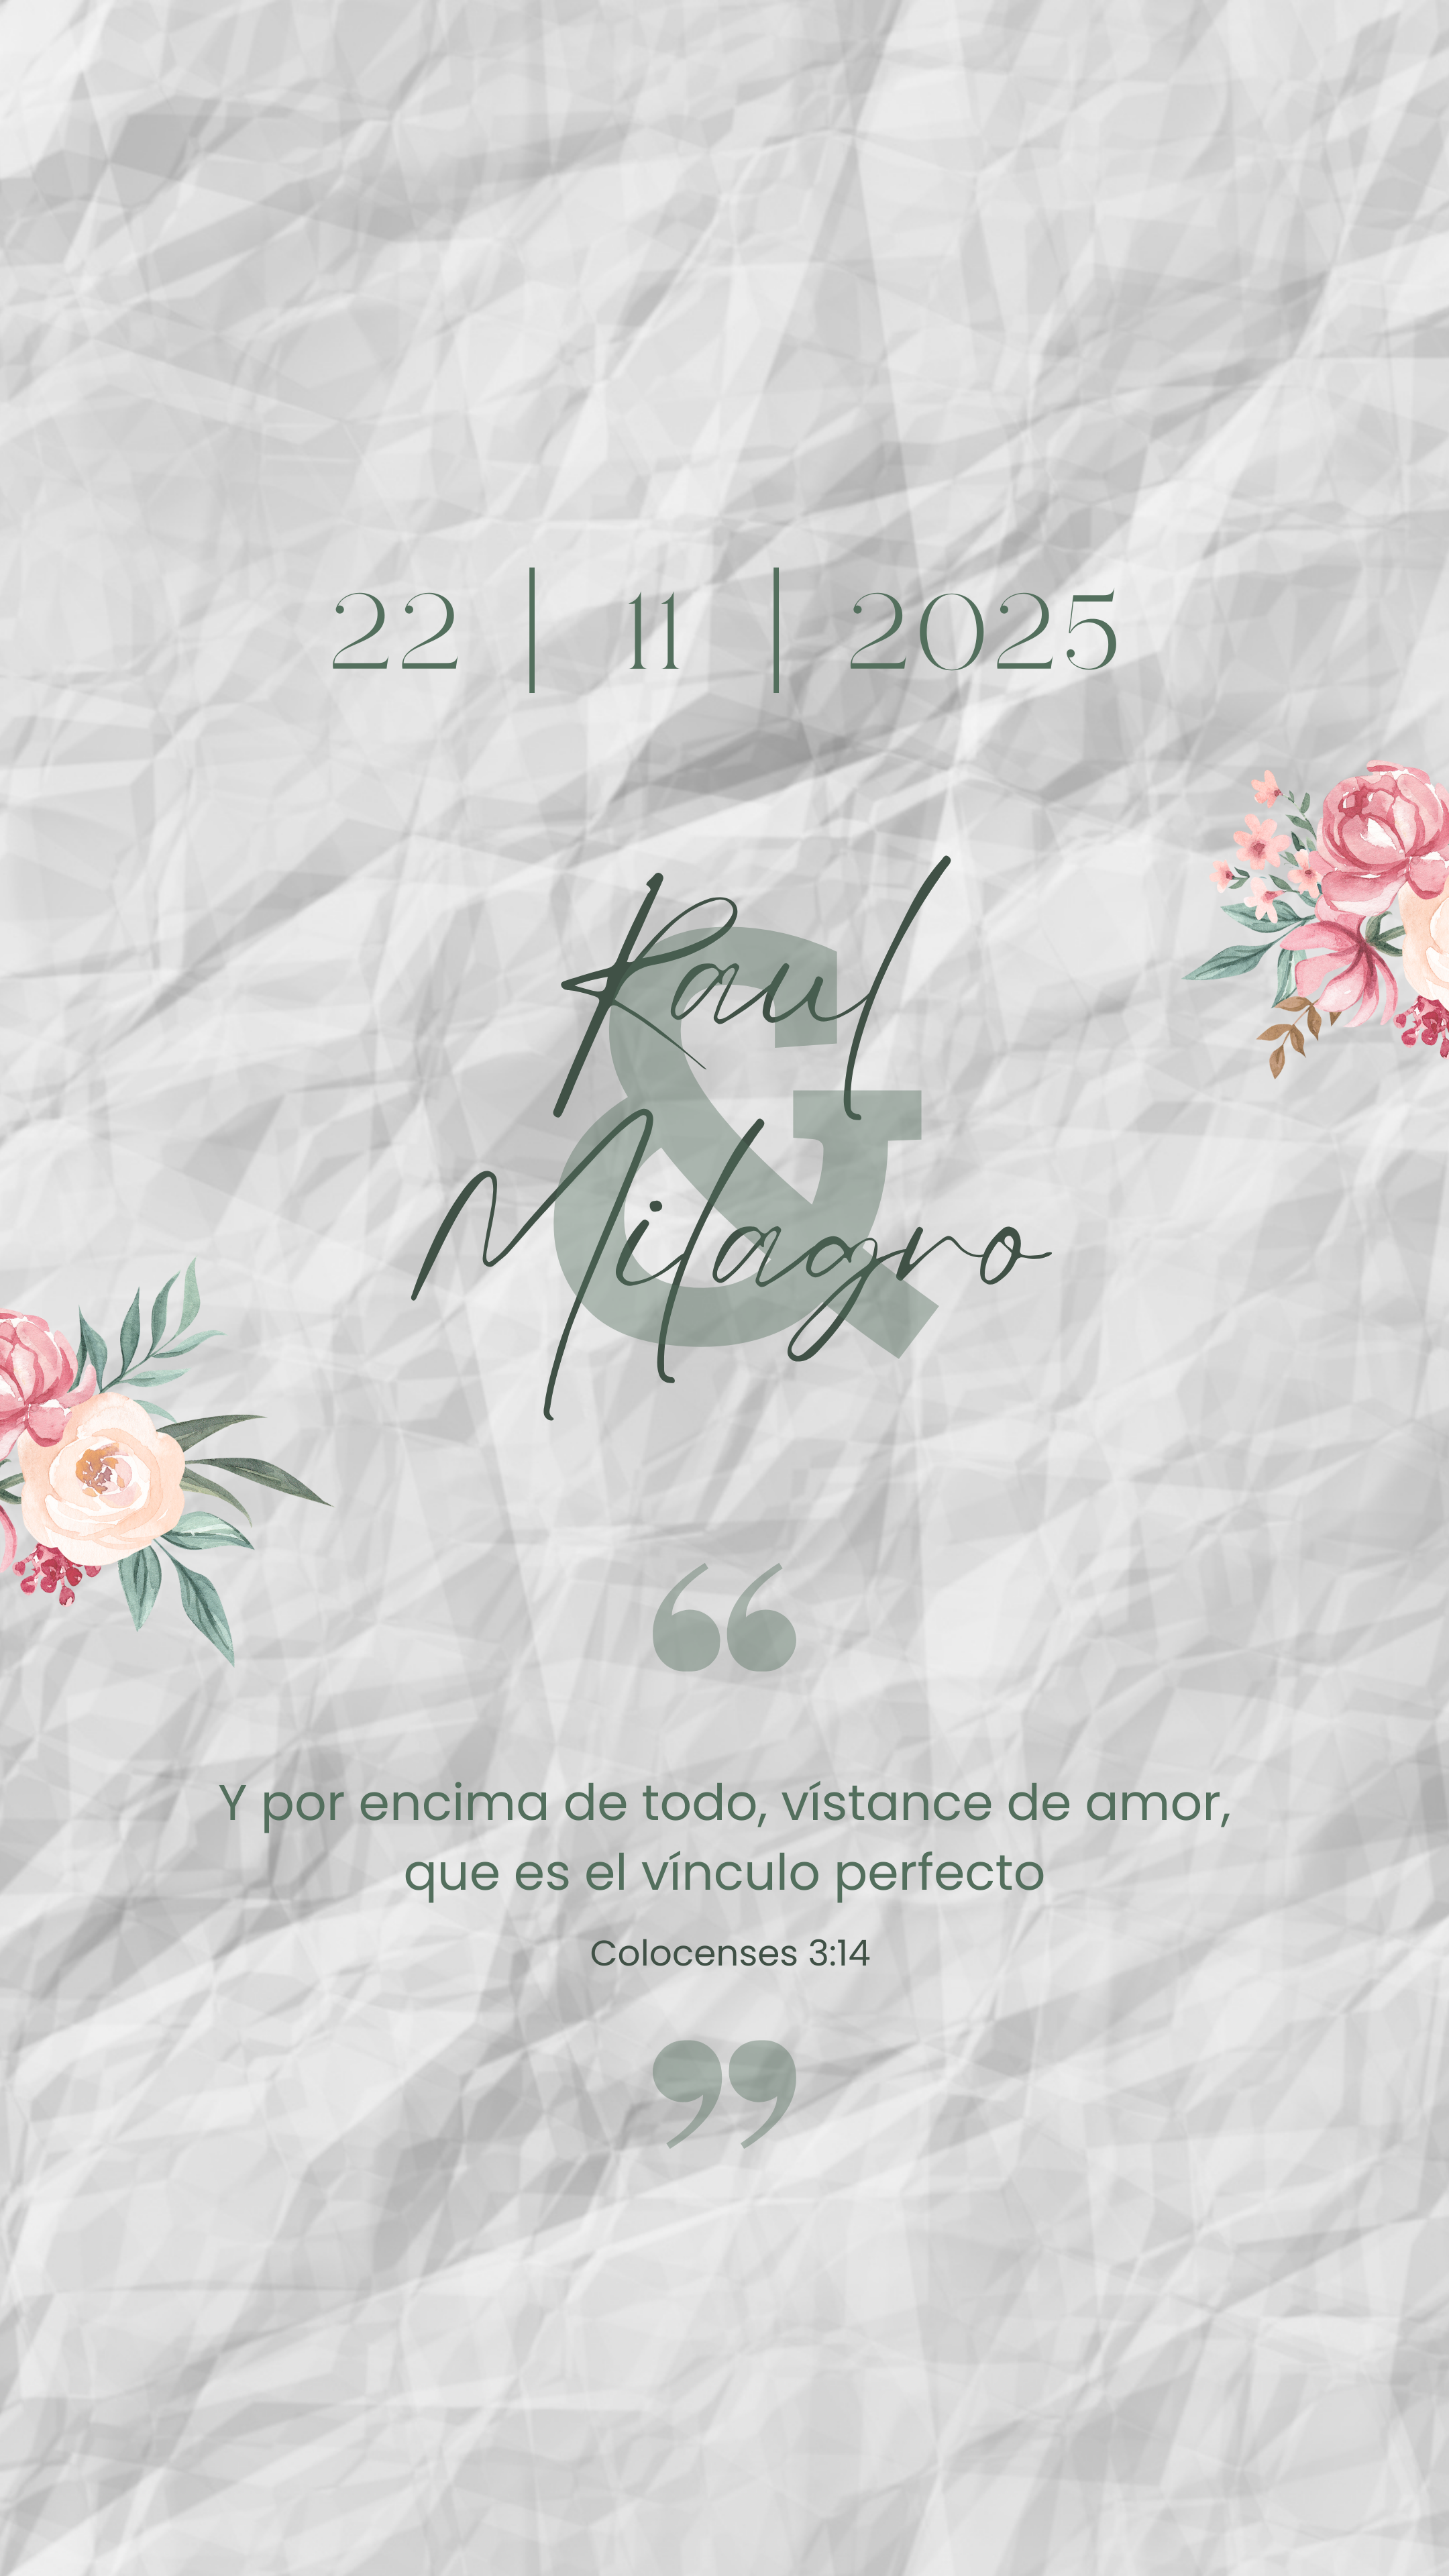 22 | 11 | 2025
Raul
&
Milagro
“
Y por encima de todo, vístance de amor,
que es el vínculo perfecto
Colocenses 3:14
”